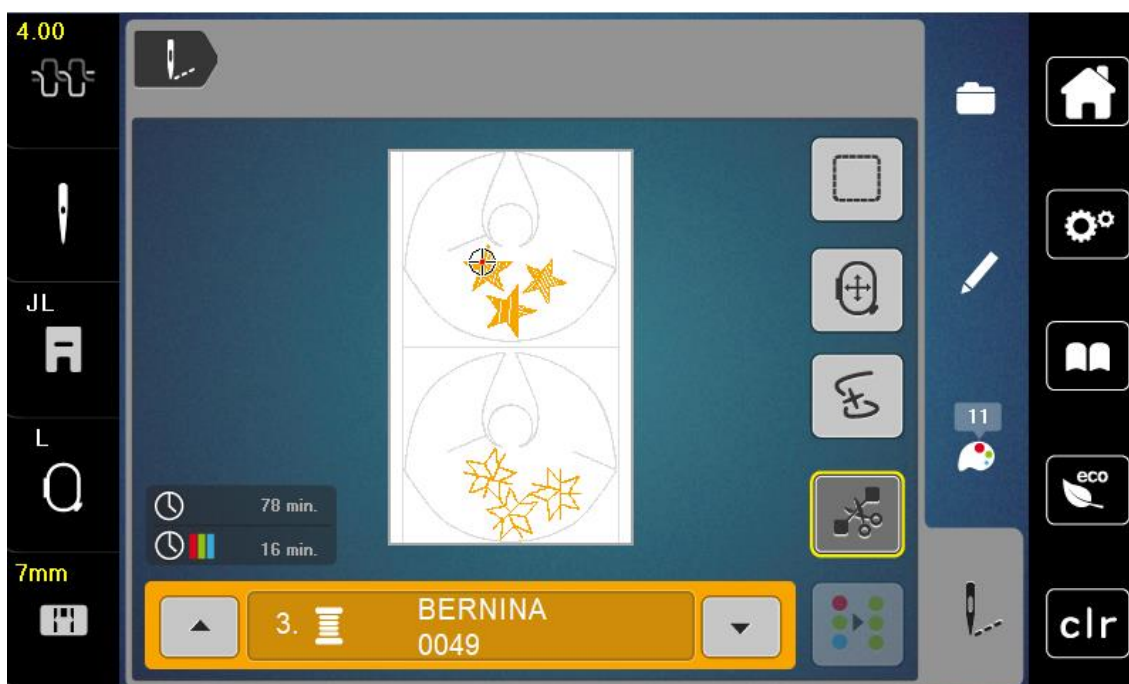 4.00
JL
L
7mm
78 min.
16 min.
3. BERNINA
0049
11
eco
clr